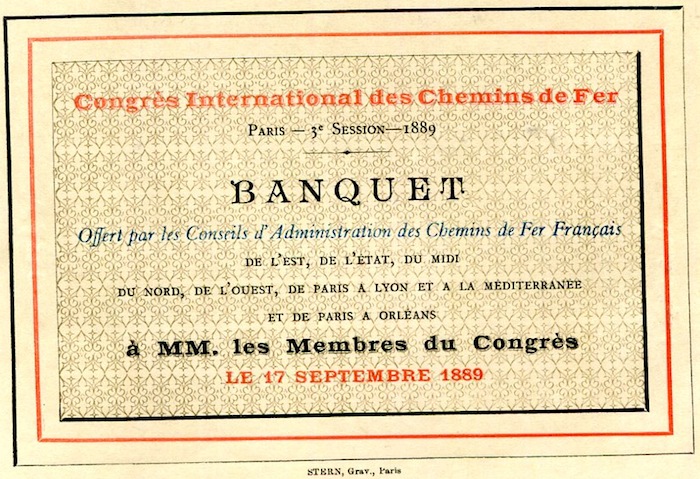 Congrès International des Chemins de Fer
Paris — 3e Session — 1889
BANQUET
Offert par les Conseils d'Administration des Chemins de Fer Français
DE L'EST, DE L'ÉTAT, DU MIDI
DU NORD, DE L'OUEST, DE PARIS A LYON ET A LA MÉDITERRANÉE
ET DE PARIS A ORLÉANS
à MM. les Membres du Congrès
LE 17 SEPTEMBRE 1889
STERN, Grav., Paris